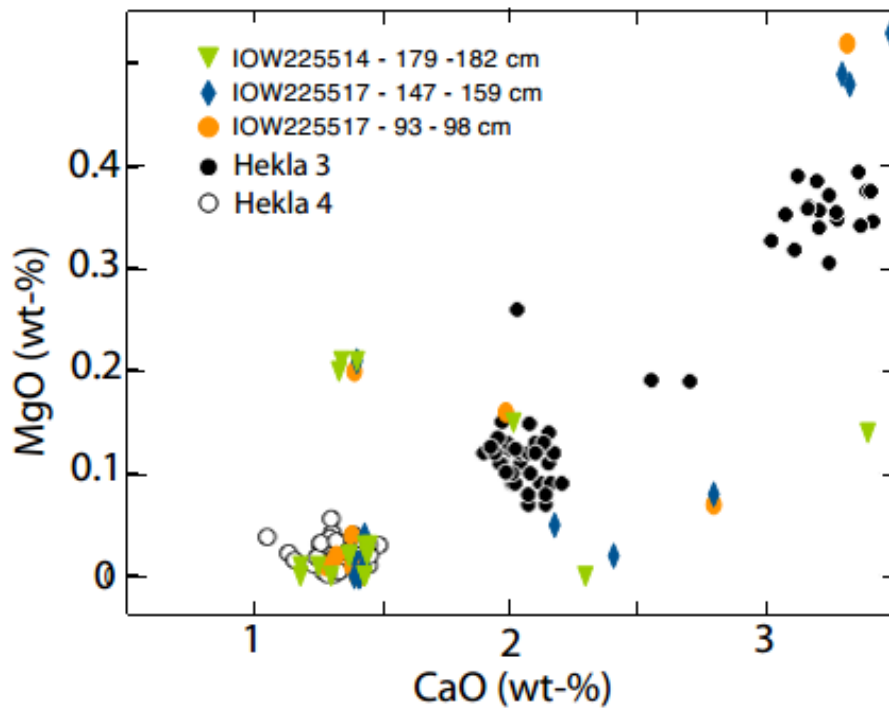 IOW225514 - 179 -182 cm
IOW225517 - 147 - 159 cm
IOW225517 - 93 - 98 cm
Hekla 3
Hekla 4
0.4
0.3
0.2
0.1
0
MgO (wt-%)
1 2 3
CaO (wt-%)